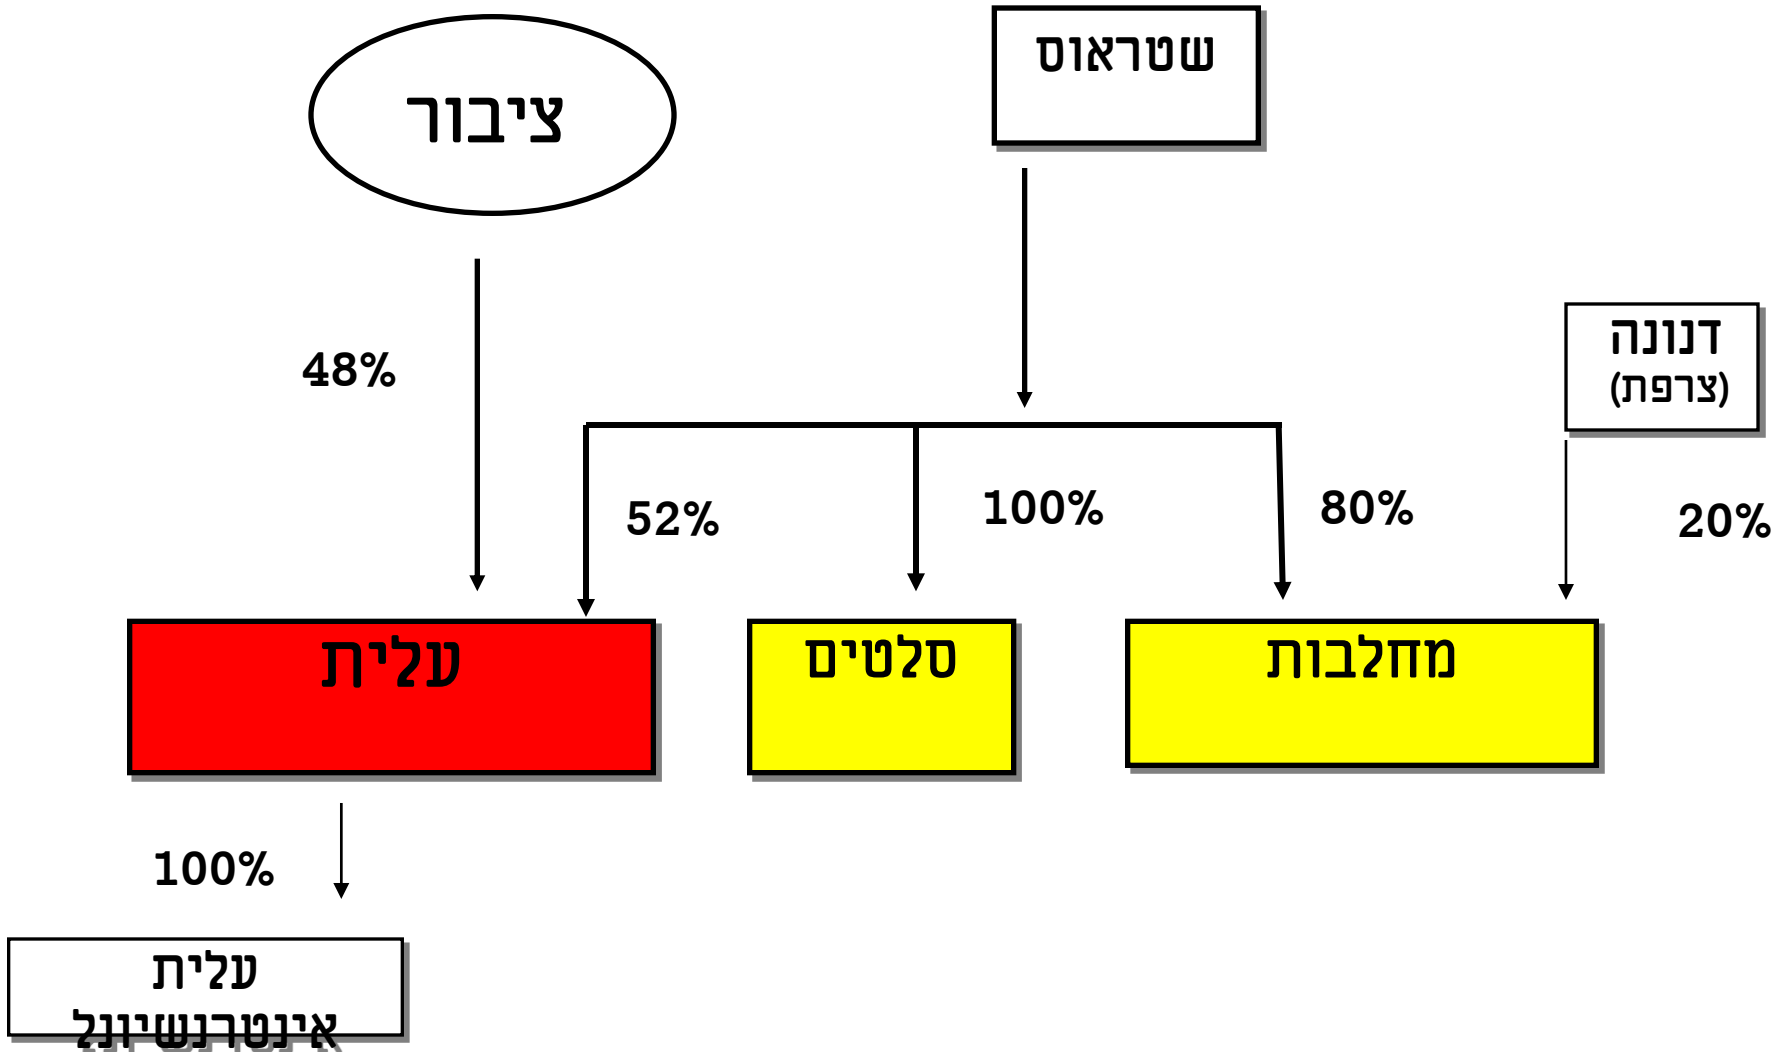 שטראוס
ציבור
דנונה
(צרפת)
48%
52%
100%
80%
20%
עלית
סלטים
מחלבות
100%
עלית
אינטרנשיונל